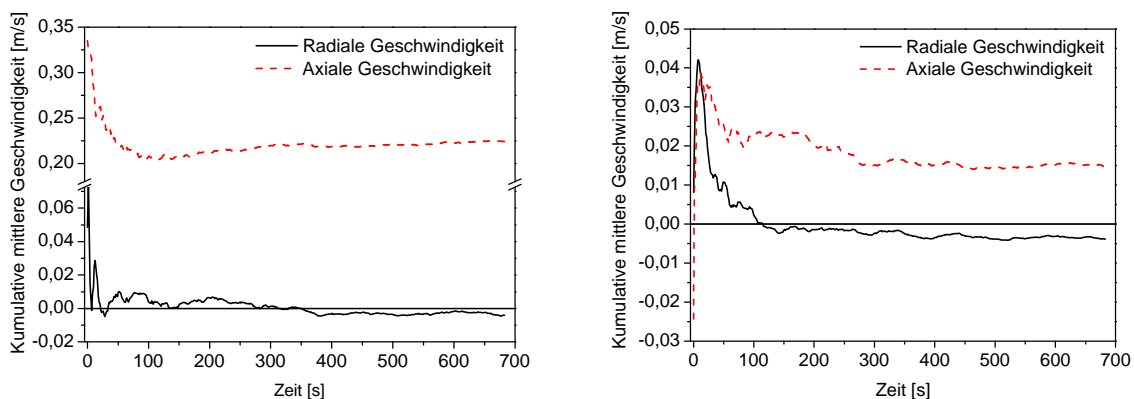 Kumulative mittlere Geschwindigkeit [m/s]
0,35
0,30
0,25
0,20
0,06
0,04
0,02
0,00
-0,02
Radiale Geschwindigkeit
Axiale Geschwindigkeit
0 100 200 300 400 500 600 700
Zeit [s]
Kumulative mittlere Geschwindigkeit [m/s]
0,05
0,04
0,03
0,02
0,01
0,00
-0,01
-0,02
-0,03
Radiale Geschwindigkeit
Axiale Geschwindigkeit
0 100 200 300 400 500 600 700
Zeit [s]